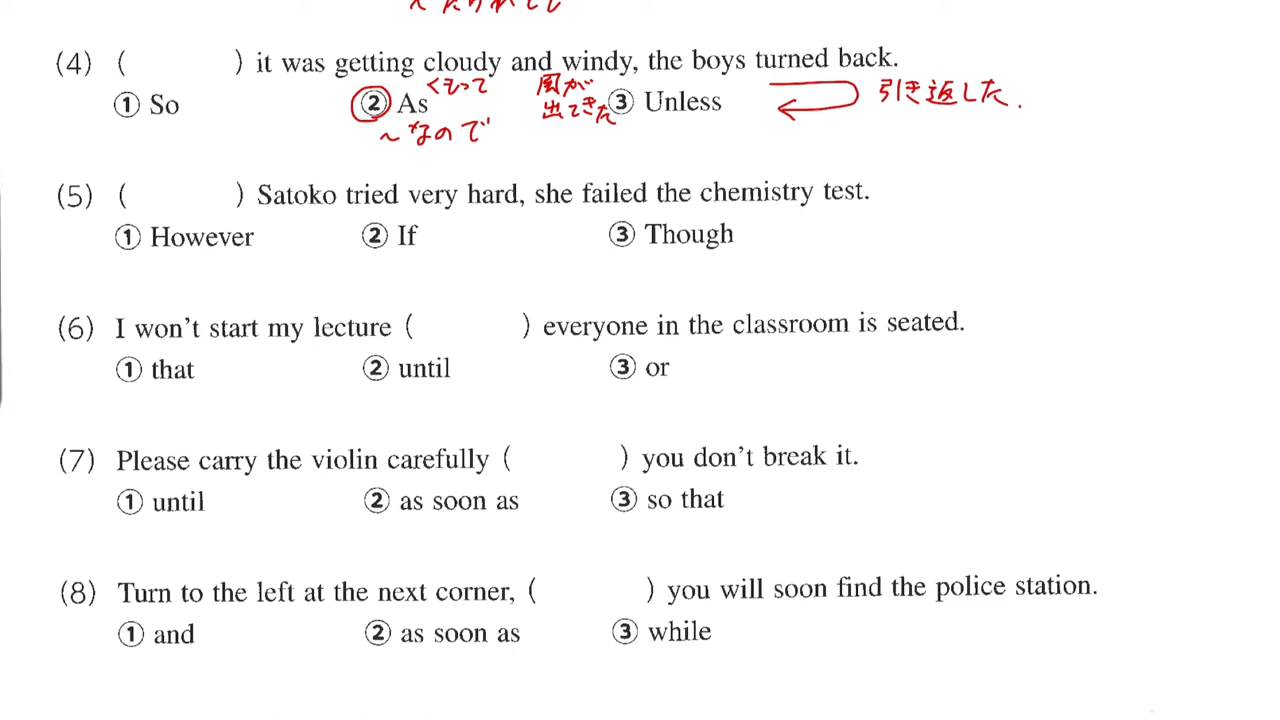 (4) ( ) it was getting cloudy and windy, the boys turned back.
くもって 風が 引き返した.
① So ② As 出てきた ③ Unless
〜なので
(5) ( ) Satoko tried very hard, she failed the chemistry test.
① However ② If ③ Though
(6) I won't start my lecture ( ) everyone in the classroom is seated.
① that ② until ③ or
(7) Please carry the violin carefully ( ) you don't break it.
① until ② as soon as ③ so that
(8) Turn to the left at the next corner, ( ) you will soon find the police station.
① and ② as soon as ③ while